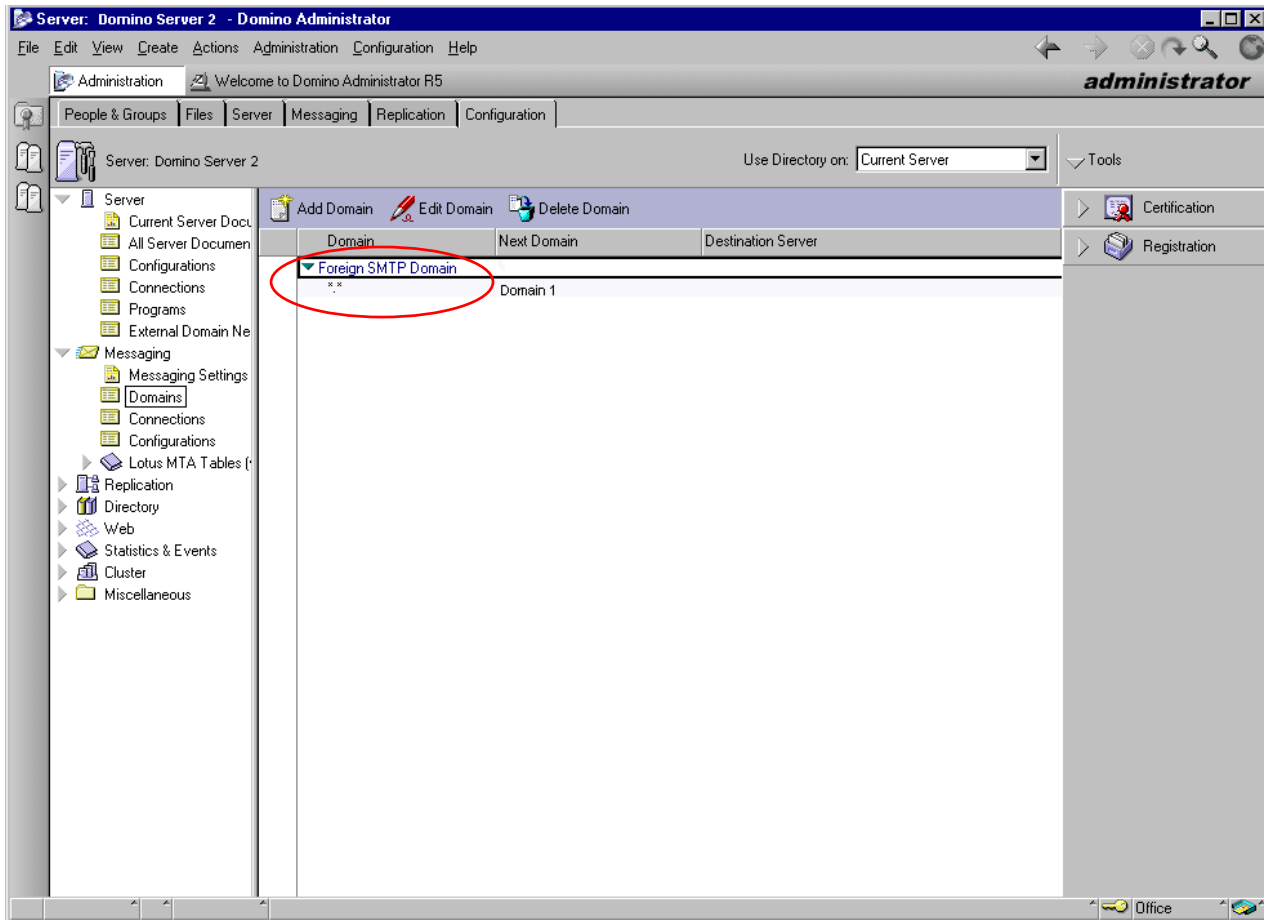 Server: Domino Server 2 - Domino Administrator
File Edit View Create Actions Administration Configuration Help
Administration Welcome to Domino Administrator R5 administrator
People & Groups Files Server Messaging Replication Configuration
Server: Domino Server 2 Use Directory on: Current Server Tools
Server
Current Server Docu
All Server Documen
Configurations
Connections
Programs
External Domain Ne
Messaging
Messaging Settings
Domains
Connections
Configurations
Lotus MTA Tables (
Replication
Directory
Web
Statistics & Events
Cluster
Miscellaneous
Add Domain Edit Domain Delete Domain
Domain Next Domain Destination Server
Foreign SMTP Domain
*.* Domain 1
Certification
Registration
Office